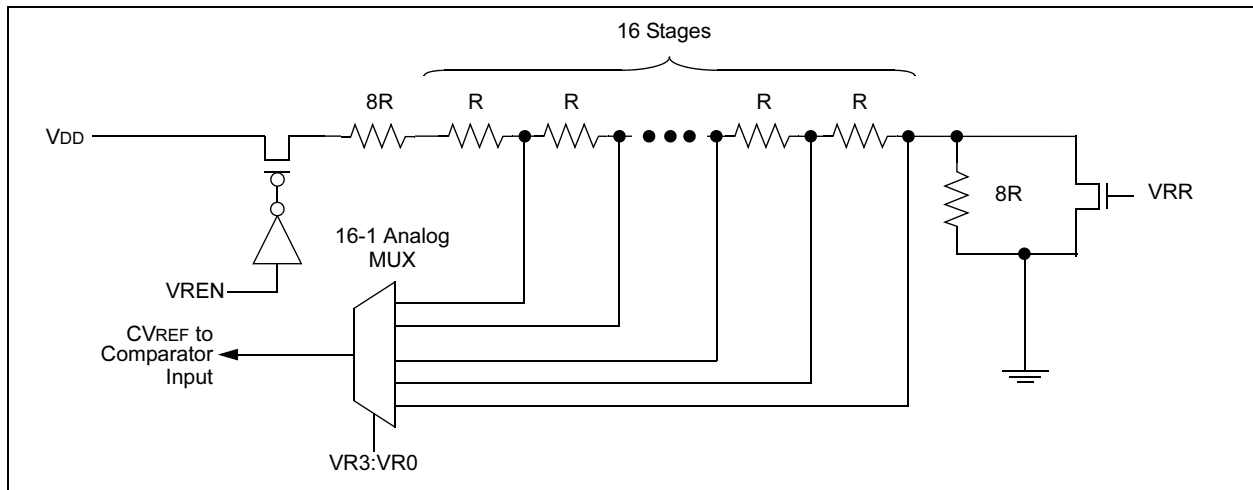 16 Stages
8R
R
R
R
R
VDD
8R
VRR
16-1 Analog
MUX
VREN
CVREF to
Comparator
Input
VR3:VR0